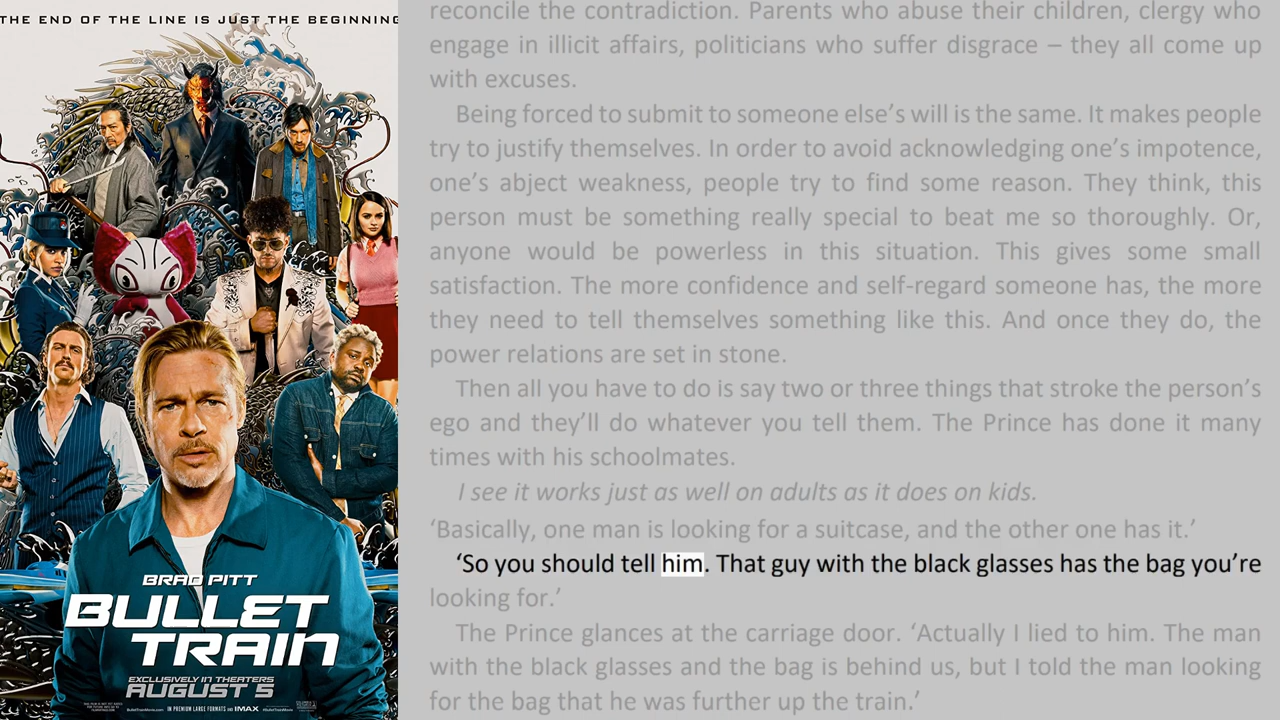 THE END OF THE LINE IS JUST THE BEGINNING
BRAD PITT
BULLET
TRAIN
EXCLUSIVELY IN THEATERS
AUGUST 5
IN PREMIUM LARGE FORMATS AND IMAX
reconcile the contradiction. Parents who abuse their children, clergy who
engage in illicit affairs, politicians who suffer disgrace – they all come up
with excuses.
Being forced to submit to someone else’s will is the same. It makes people
try to justify themselves. In order to avoid acknowledging one’s impotence,
one’s abject weakness, people try to find some reason. They think, this
person must be something really special to beat me so thoroughly. Or,
anyone would be powerless in this situation. This gives some small
satisfaction. The more confidence and self-regard someone has, the more
they need to tell themselves something like this. And once they do, the
power relations are set in stone.
Then all you have to do is say two or three things that stroke the person’s
ego and they’ll do whatever you tell them. The Prince has done it many
times with his schoolmates.
I see it works just as well on adults as it does on kids.
‘Basically, one man is looking for a suitcase, and the other one has it.’
‘So you should tell him. That guy with the black glasses has the bag you’re
looking for.’
The Prince glances at the carriage door. ‘Actually I lied to him. The man
with the black glasses and the bag is behind us, but I told the man looking
for the bag that he was further up the train.’